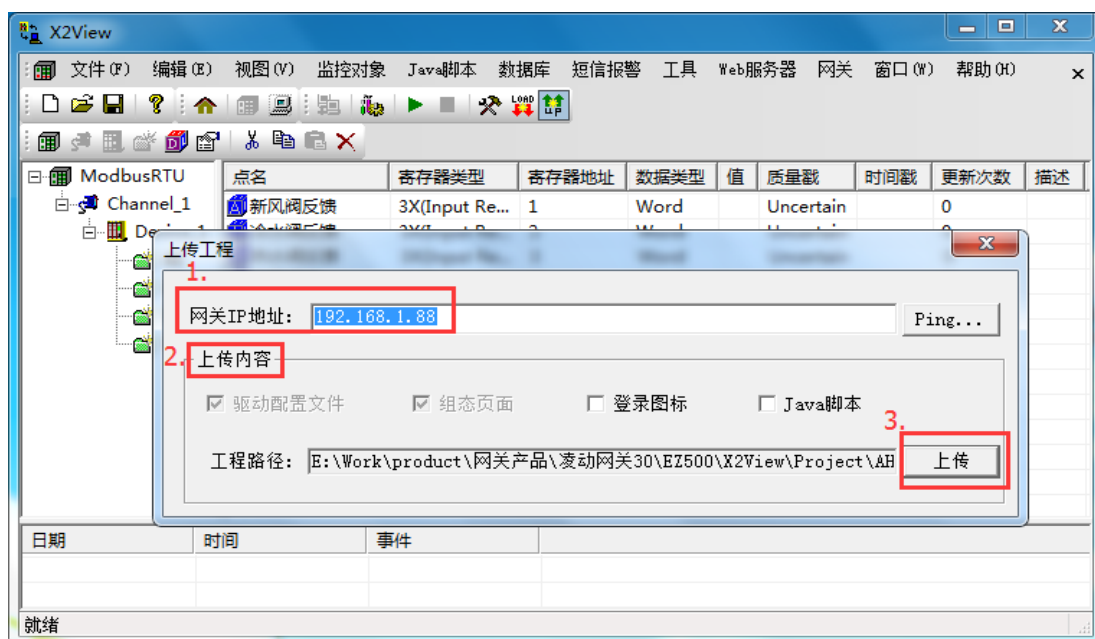 X2View
文件(F) 编辑(E) 视图(V) 监控对象 Java脚本 数据库 短信报警 工具 Web服务器 网关 窗口(W) 帮助(H)
LOAD UP
ModbusRTU
Channel_1
点名 寄存器类型 寄存器地址 数据类型 值 质量戳 时间戳 更新次数 描述
新风阀反馈 3X(Input Re... 1 Word Uncertain 0
上传工程
1.
网关IP地址: 192.168.1.88 Ping...
2. 上传内容
驱动配置文件 组态页面 登录图标 Java脚本
3.
工程路径: E:\Work\product\网关产品\凌动网关30\EZ500\X2View\Project\AH 上传
日期 时间 事件
就绪